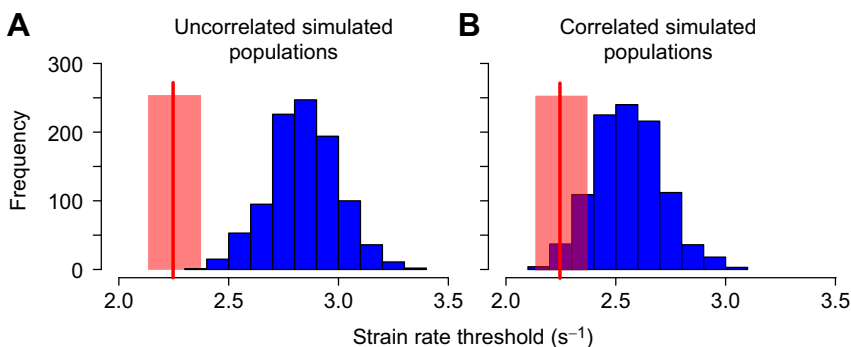 A
Uncorrelated simulated
populations
B
Correlated simulated
populations
Frequency
300
200
100
0
2.0 2.5 3.0 3.5
2.0 2.5 3.0 3.5
Strain rate threshold (s⁻¹)